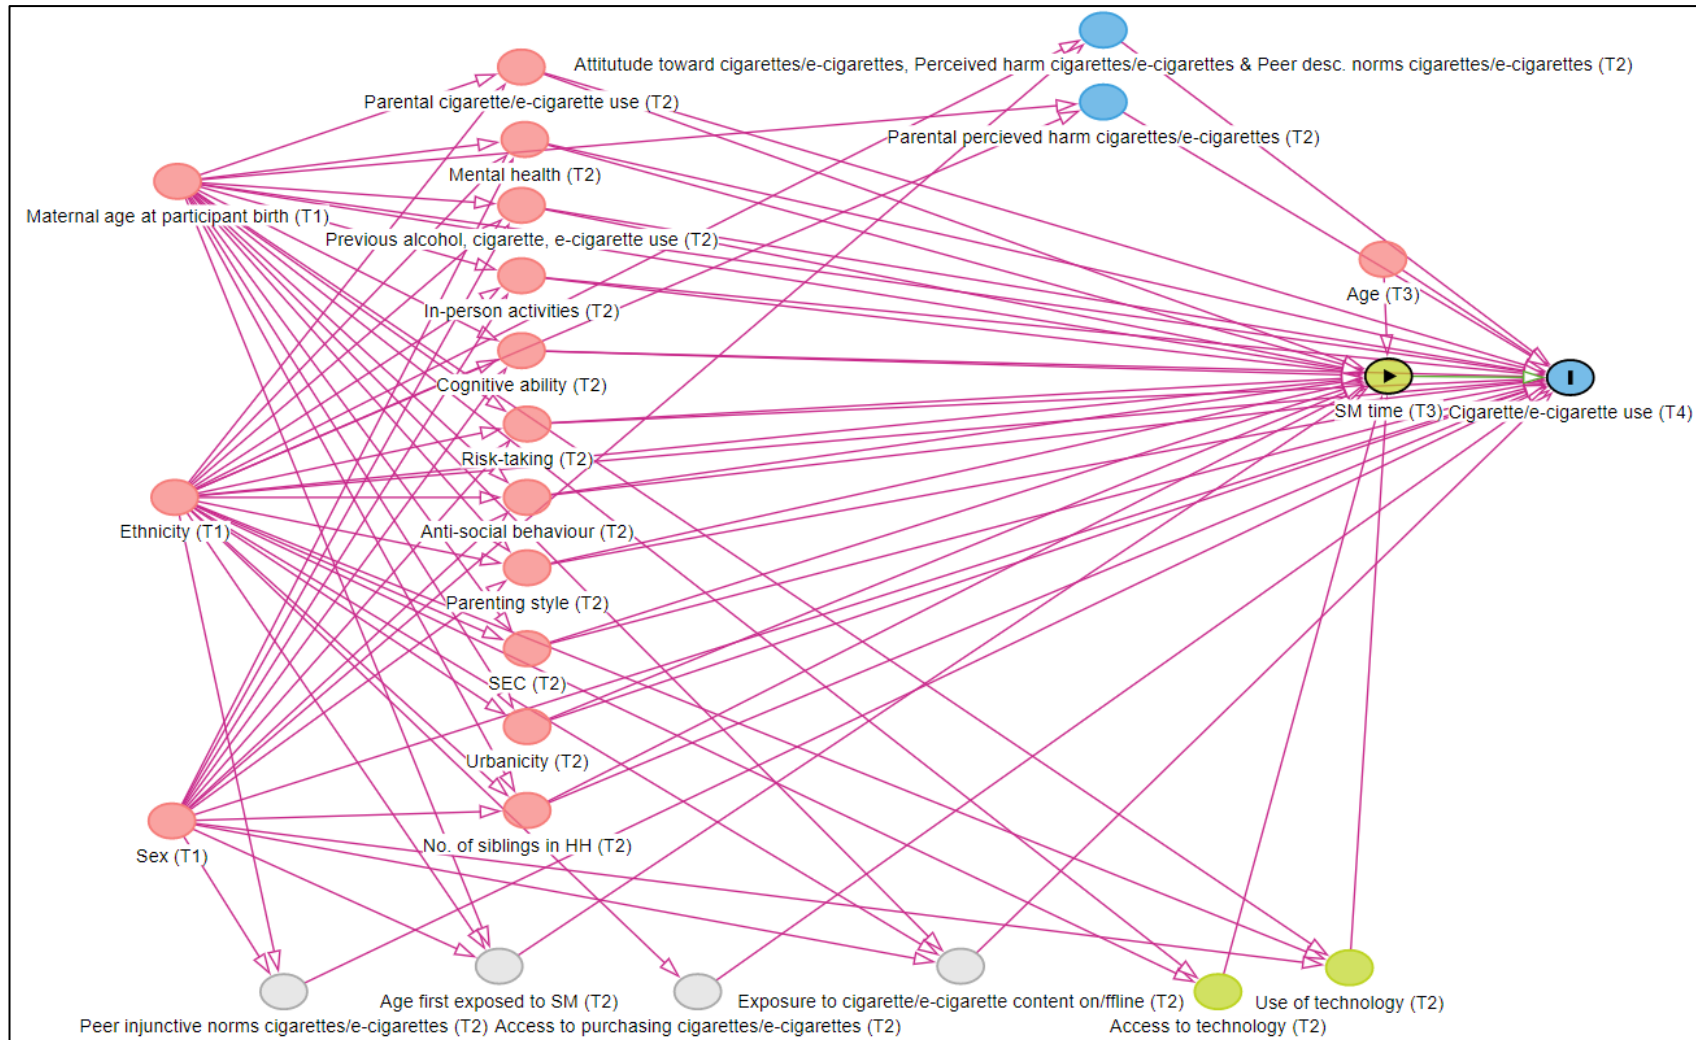 Attitutude toward cigarettes/e-cigarettes, Perceived harm cigarettes/e-cigarettes & Peer desc. norms cigarettes/e-cigarettes (T2)
Parental cigarette/e-cigarette use (T2)
Parental percieved harm cigarettes/e-cigarettes (T2)
Mental health (T2)
Maternal age at participant birth (T1)
Previous alcohol, cigarette, e-cigarette use (T2)
Age (T3)
In-person activities (T2)
Cognitive ability (T2)
SM time (T3)
Cigarette/e-cigarette use (T4)
Risk-taking (T2)
Ethnicity (T1)
Anti-social behaviour (T2)
Parenting style (T2)
SEC (T2)
Urbanicity (T2)
No. of siblings in HH (T2)
Sex (T1)
Age first exposed to SM (T2)
Exposure to cigarette/e-cigarette content on/ffline (T2)
Use of technology (T2)
Peer injunctive norms cigarettes/e-cigarettes (T2)
Access to purchasing cigarettes/e-cigarettes (T2)
Access to technology (T2)